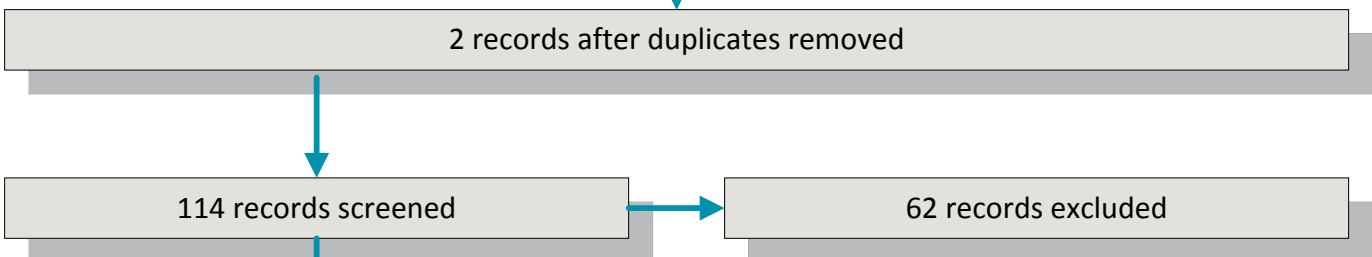 2 records after duplicates removed
114 records screened
62 records excluded